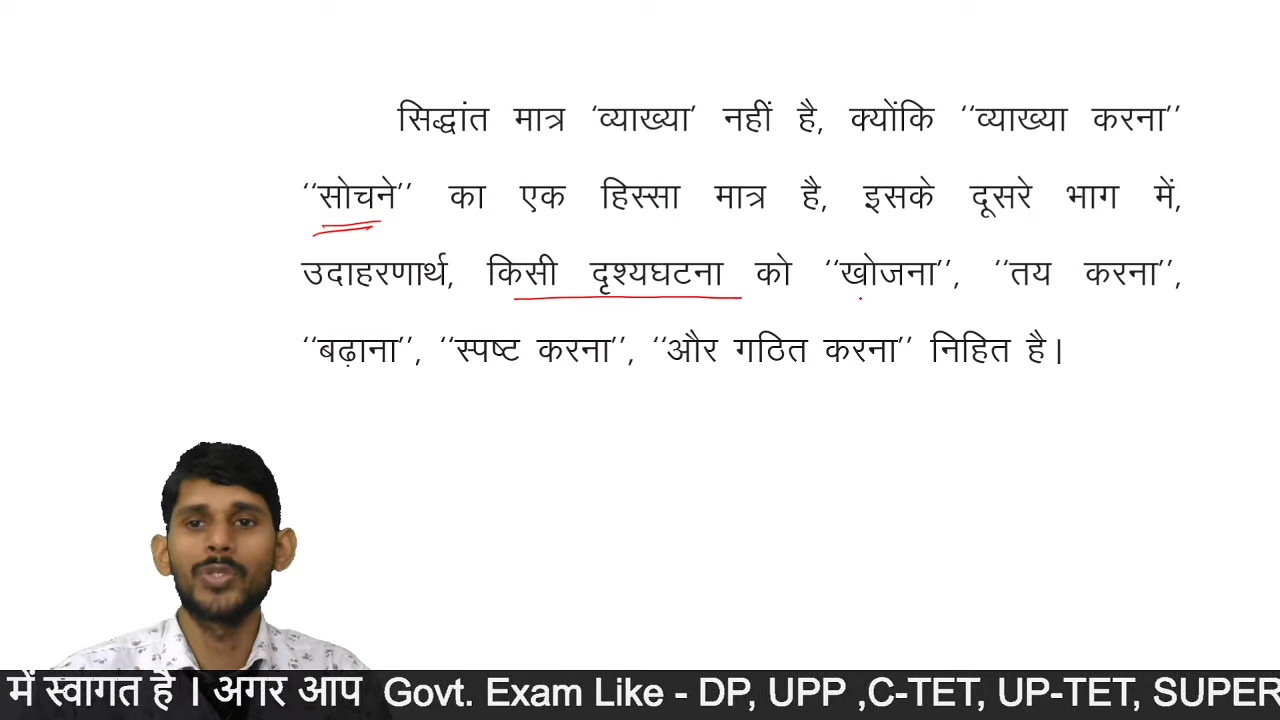 सिद्धांत मात्र ‘व्याख्या’ नहीं है, क्योंकि ‘‘व्याख्या करना’’
‘‘सोचने’’ का एक हिस्सा मात्र है, इसके दूसरे भाग में,
उदाहरणार्थ, किसी दृश्यघटना को ‘‘खोजना’’, ‘‘तय करना’’,
‘‘बढ़ाना’’, ‘‘स्पष्ट करना’’, ‘‘और गठित करना’’ निहित है।
में स्वागत है । अगर आप Govt. Exam Like - DP, UPP ,C-TET, UP-TET, SUPER